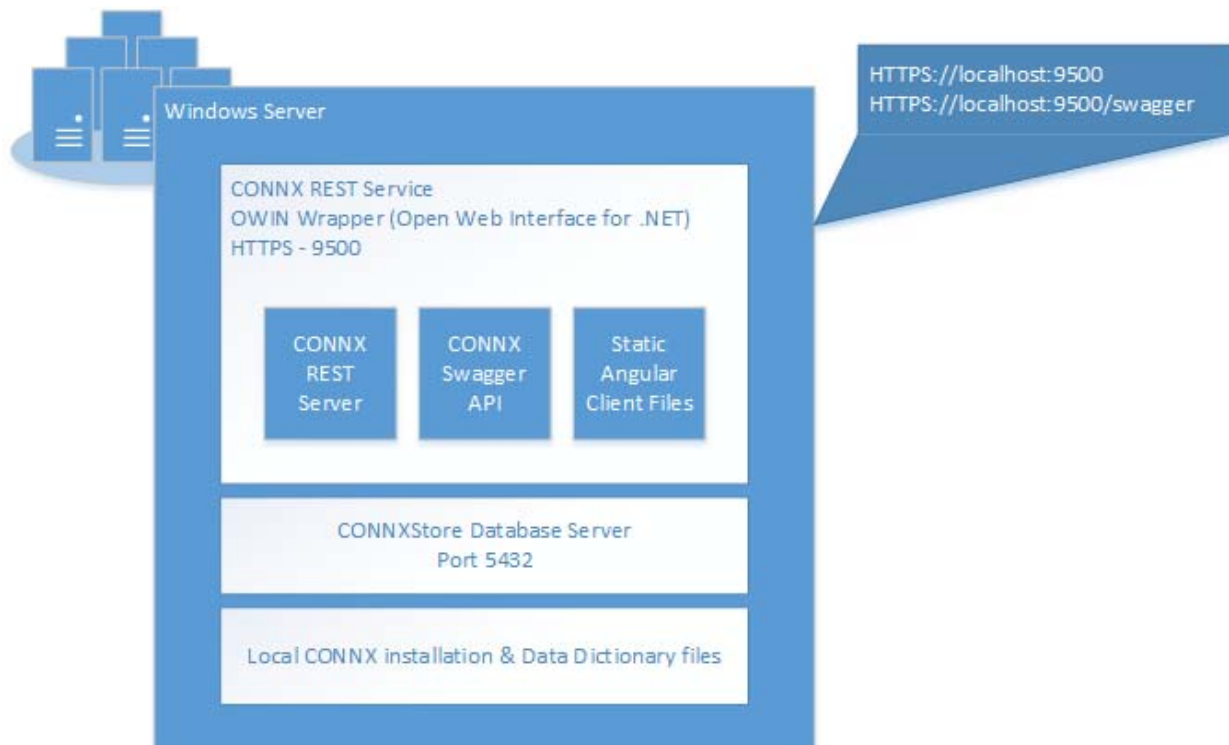 HTTPS://localhost:9500
HTTPS://localhost:9500/swagger
Windows Server
CONNX REST Service
OWIN Wrapper (Open Web Interface for .NET)
HTTPS - 9500
CONNX
REST
Server
CONNX
Swagger
API
Static
Angular
Client Files
CONNXStore Database Server
Port 5432
Local CONNX installation & Data Dictionary files